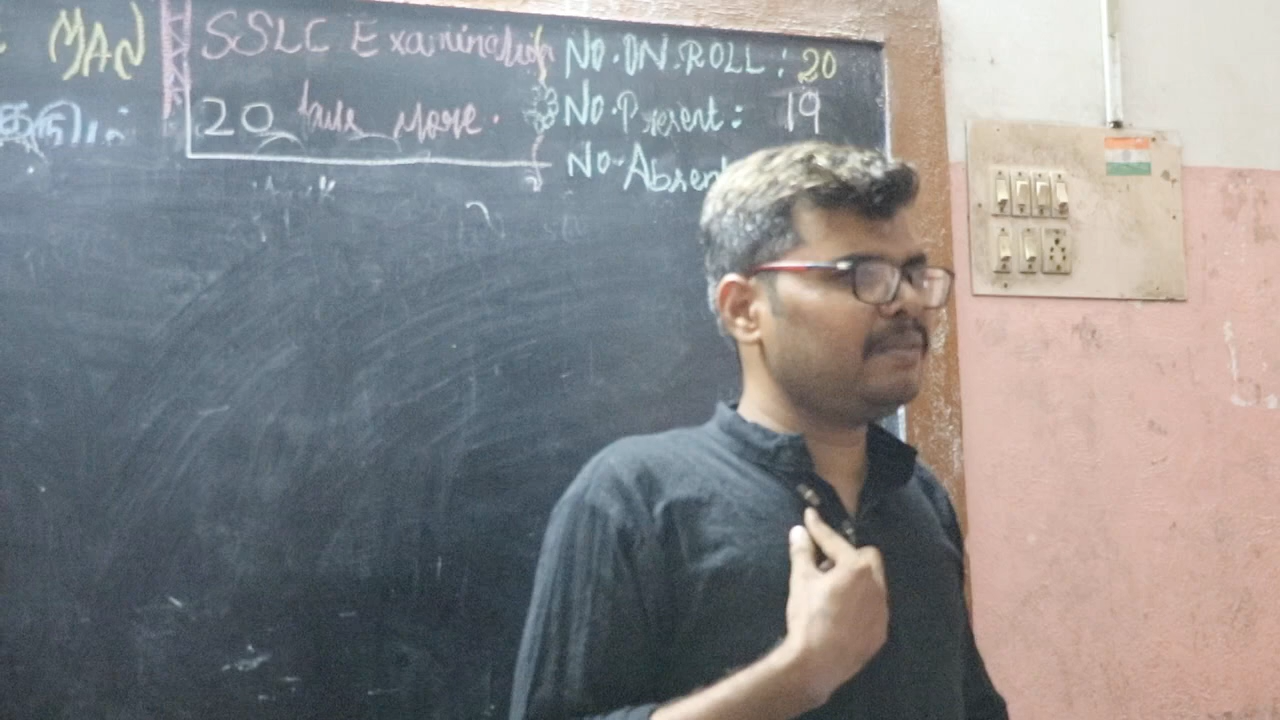 MAN
SSLC Examination
20 days More.
NO.ON.ROLL : 20
No.Present : 19
No.Absent